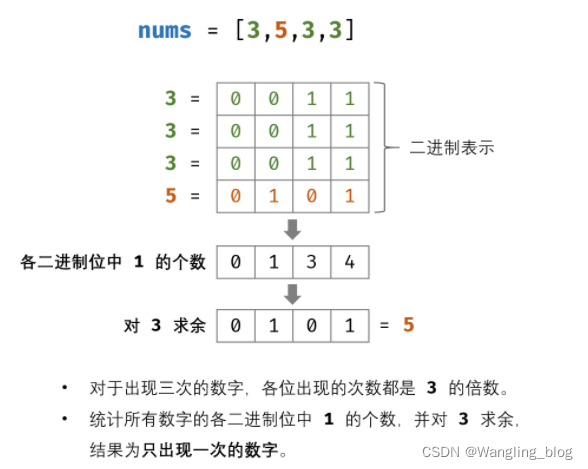 nums = [3,5,3,3]
3 = 0 0 1 1
3 = 0 0 1 1
二进制表示
3 = 0 0 1 1
5 = 0 1 0 1
各二进制位中 1 的个数 0 1 3 4
对 3 求余 0 1 0 1 = 5
• 对于出现三次的数字，各位出现的次数都是 3 的倍数。
• 统计所有数字的各二进制位中 1 的个数，并对 3 求余，
结果为只出现一次的数字。
CSDN @Wangling_blog